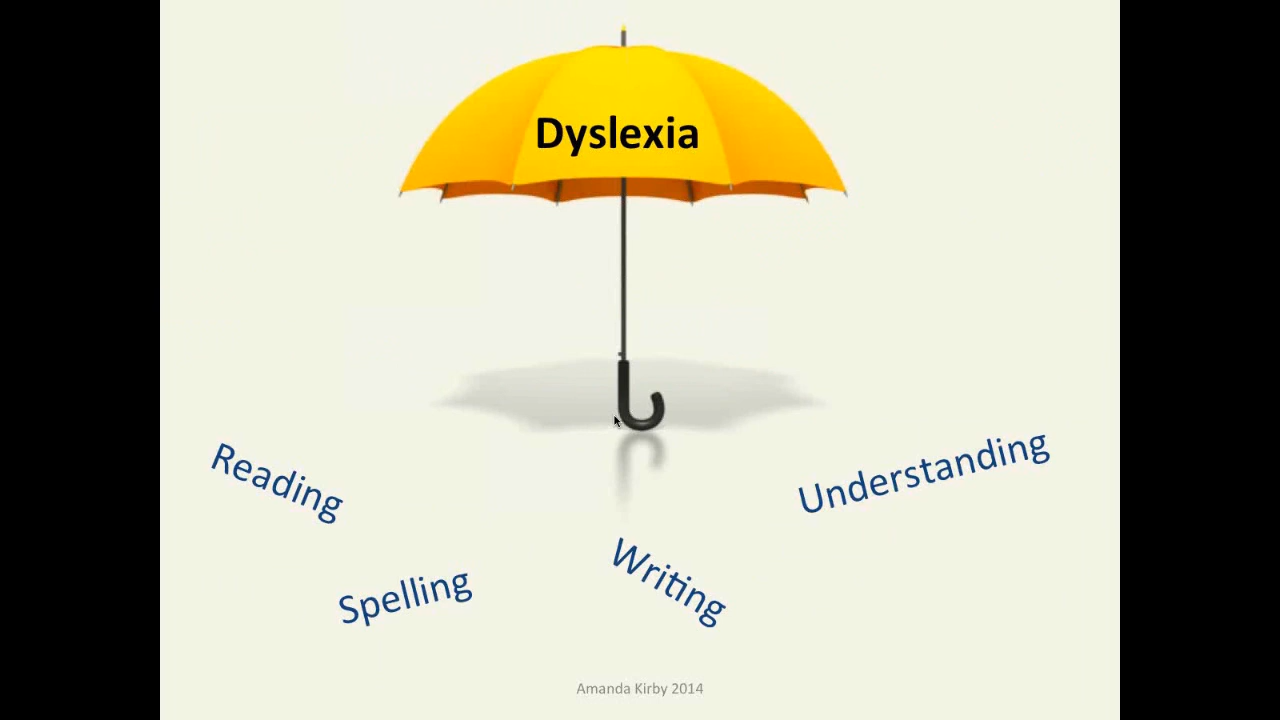 Dyslexia
Reading
Understanding
Spelling
Writing
Amanda Kirby 2014